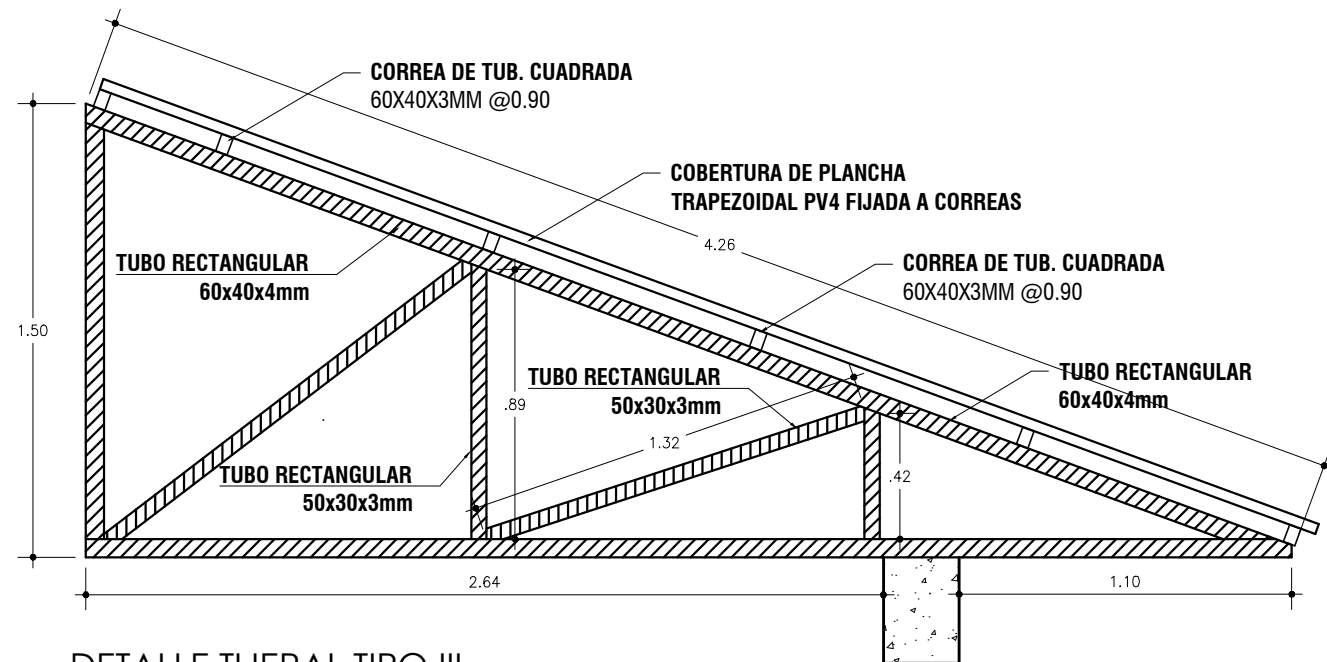 CORREA DE TUB. CUADRADA
60X40X3MM @0.90
COBERTURA DE PLANCHA
TRAPEZOIDAL PV4 FIJADA A CORREAS
4.26
TUBO RECTANGULAR
60x40x4mm
CORREA DE TUB. CUADRADA
60X40X3MM @0.90
1.50
TUBO RECTANGULAR
50x30x3mm
TUBO RECTANGULAR
60x40x4mm
.89
1.32
TUBO RECTANGULAR
50x30x3mm
.42
2.64
1.10
DETALLE TIJERAL TIPO III